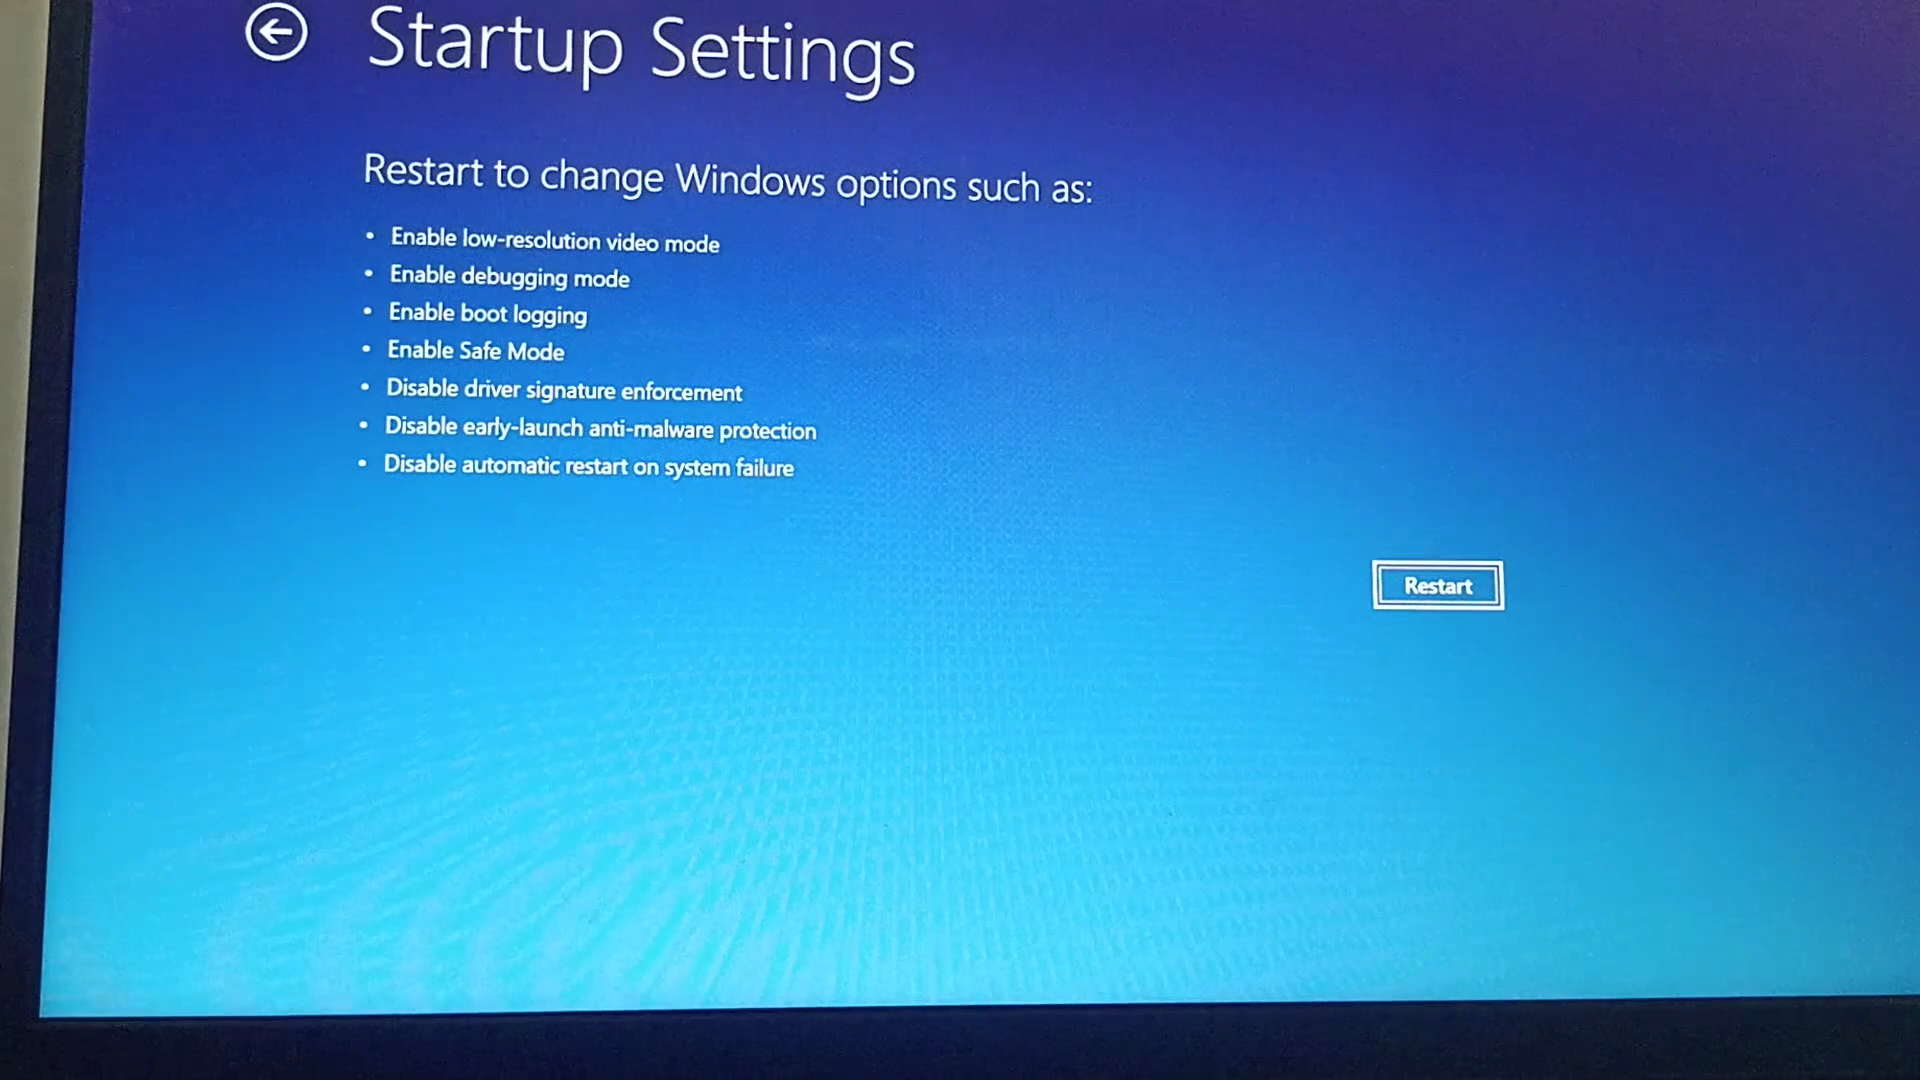 Startup Settings
Restart to change Windows options such as:
• Enable low-resolution video mode
• Enable debugging mode
• Enable boot logging
• Enable Safe Mode
• Disable driver signature enforcement
• Disable early-launch anti-malware protection
• Disable automatic restart on system failure
Restart